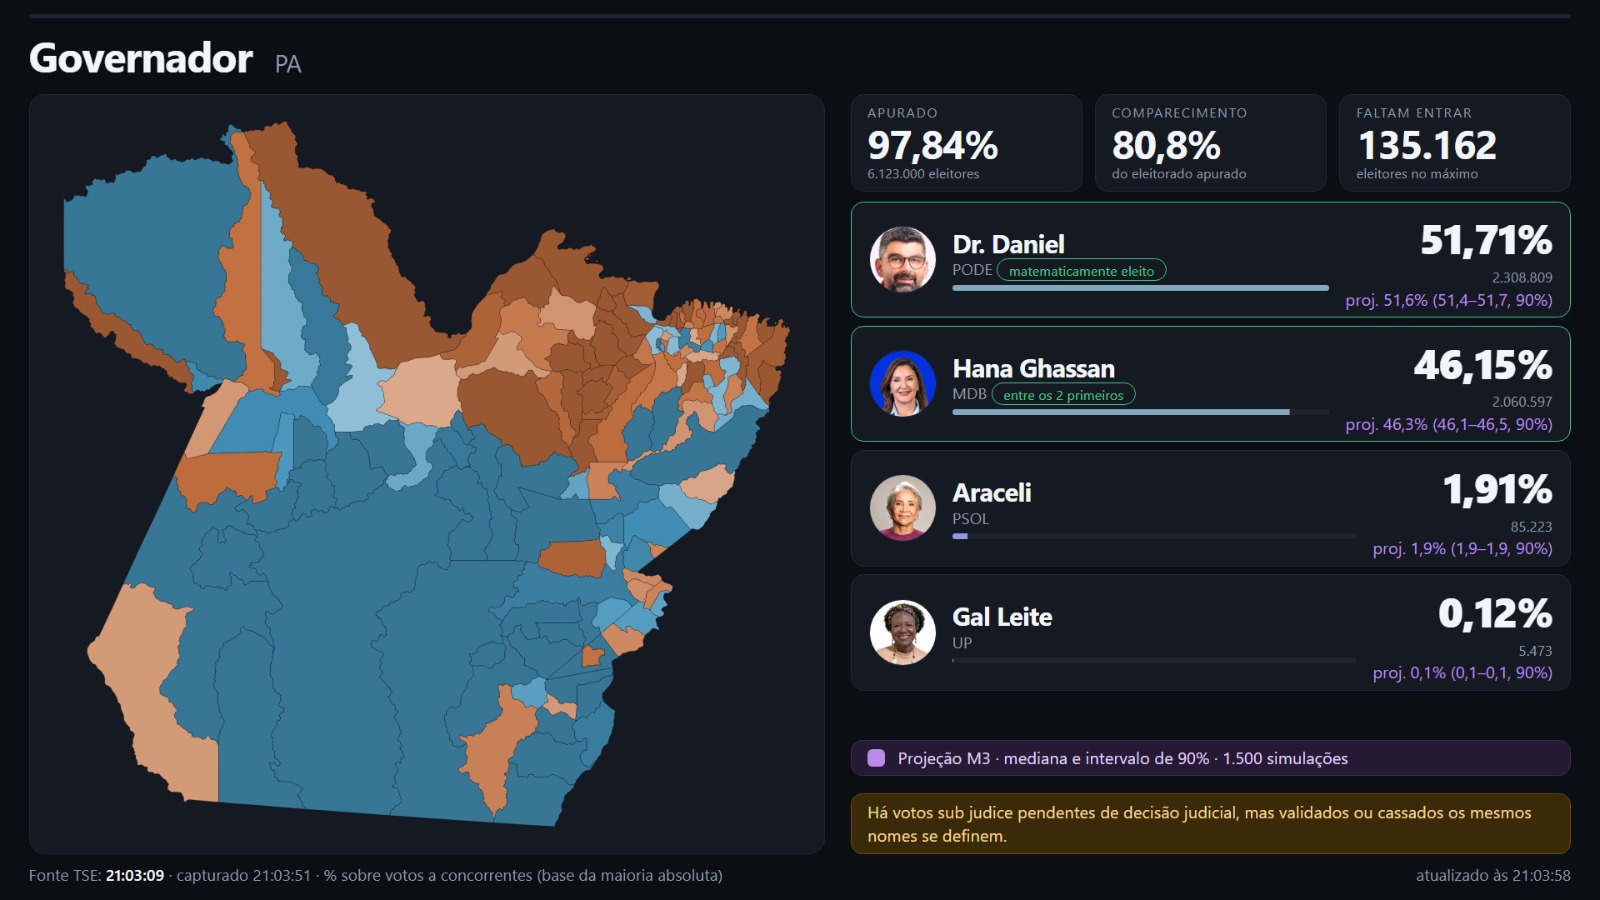 Governador PA
APURADO
97,84%
6.123.000 eleitores
COMPARECIMENTO
80,8%
do eleitorado apurado
FALTAM ENTRAR
135.162
eleitores no máximo
Dr. Daniel
PODE matematicamente eleito
51,71%
2.308.809
proj. 51,6% (51,4–51,7, 90%)
Hana Ghassan
MDB entre os 2 primeiros
46,15%
2.060.597
proj. 46,3% (46,1–46,5, 90%)
Araceli
PSOL
1,91%
85.223
proj. 1,9% (1,9–1,9, 90%)
Gal Leite
UP
0,12%
5.473
proj. 0,1% (0,1–0,1, 90%)
Projeção M3 · mediana e intervalo de 90% · 1.500 simulações
Há votos sub judice pendentes de decisão judicial, mas validados ou cassados os mesmos
nomes se definem.
Fonte TSE: 21:03:09 · capturado 21:03:51 · % sobre votos a concorrentes (base da maioria absoluta)
atualizado às 21:03:58